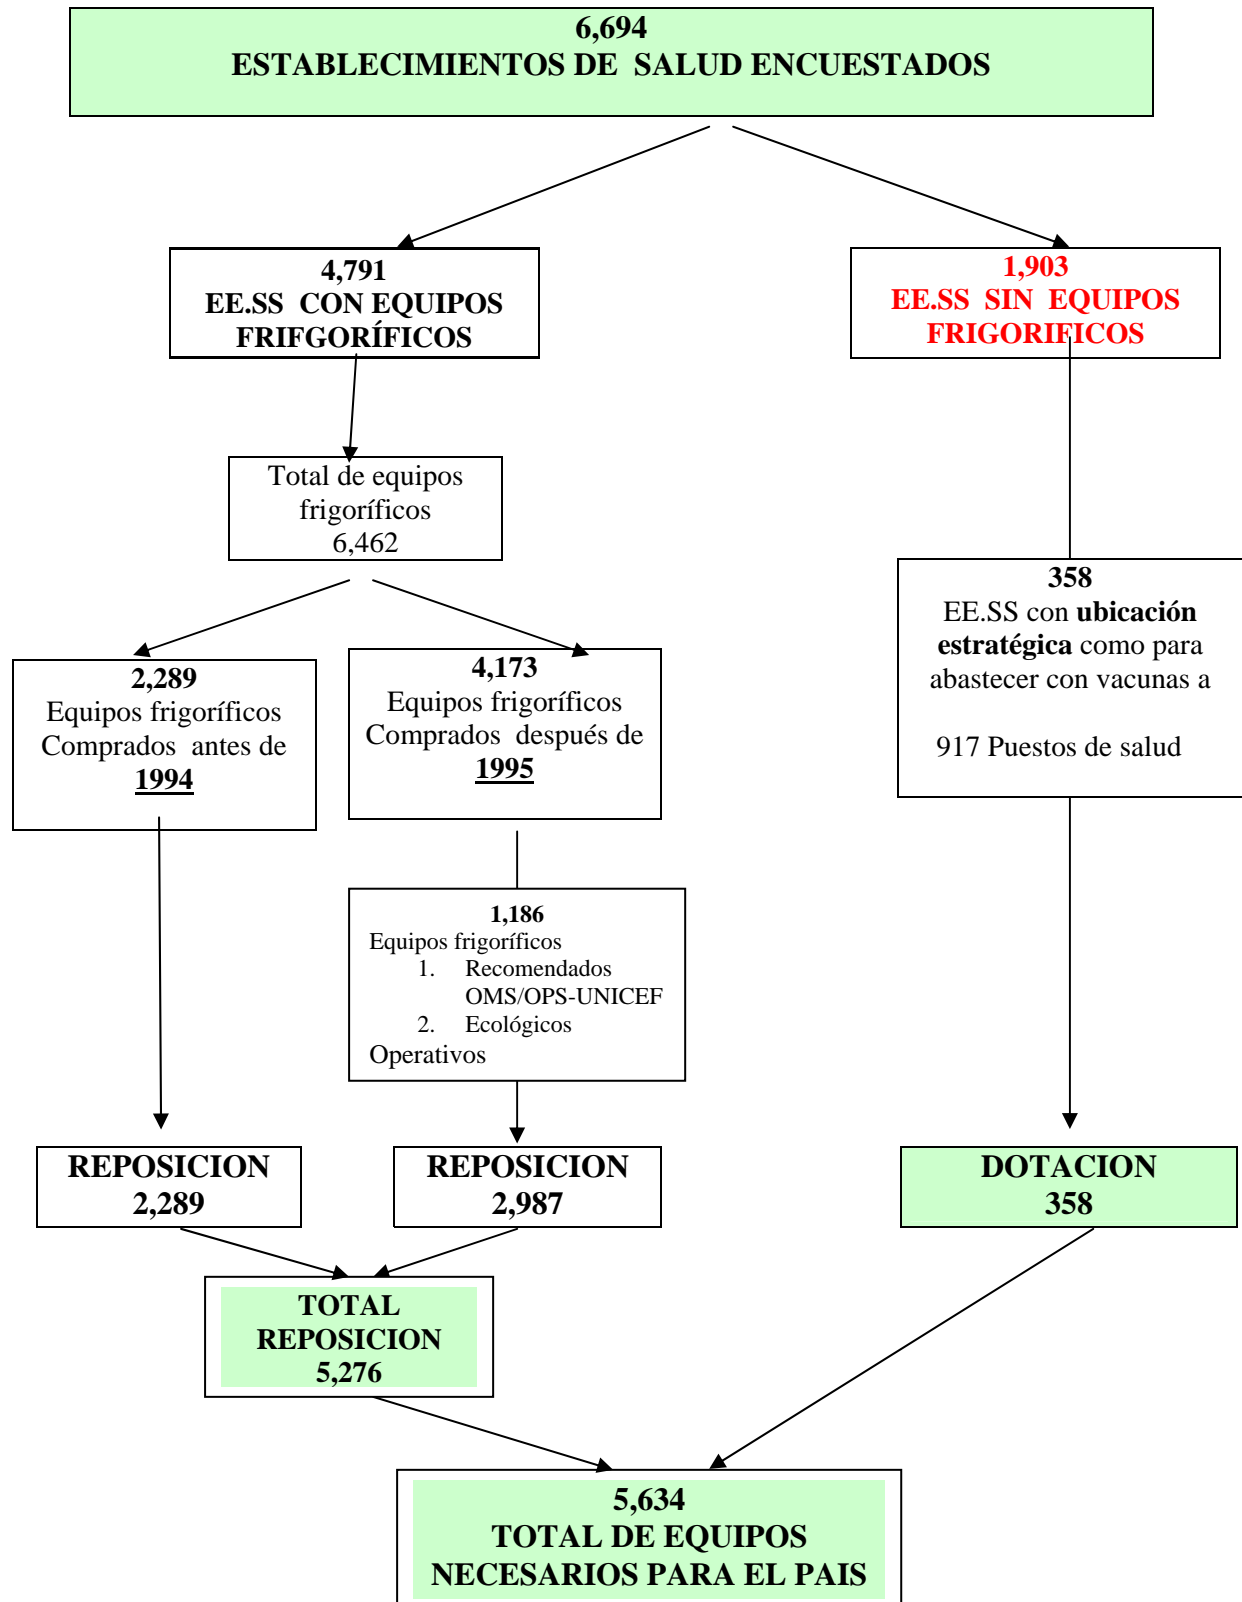 6,694
ESTABLECIMIENTOS DE SALUD ENCUESTADOS
4,791
EE.SS CON EQUIPOS
FRIFGORÍFICOS
1,903
EE.SS SIN EQUIPOS
FRIGORIFICOS
Total de equipos
frigoríficos
6,462
358
EE.SS con ubicación
estratégica como para
abastecer con vacunas a
917 Puestos de salud
2,289
Equipos frigoríficos
Comprados antes de
1994
4,173
Equipos frigoríficos
Comprados después de
1995
1,186
Equipos frigoríficos
1. Recomendados
OMS/OPS-UNICEF
2. Ecológicos
Operativos
REPOSICION
2,289
REPOSICION
2,987
DOTACION
358
TOTAL
REPOSICION
5,276
5,634
TOTAL DE EQUIPOS
NECESARIOS PARA EL PAIS